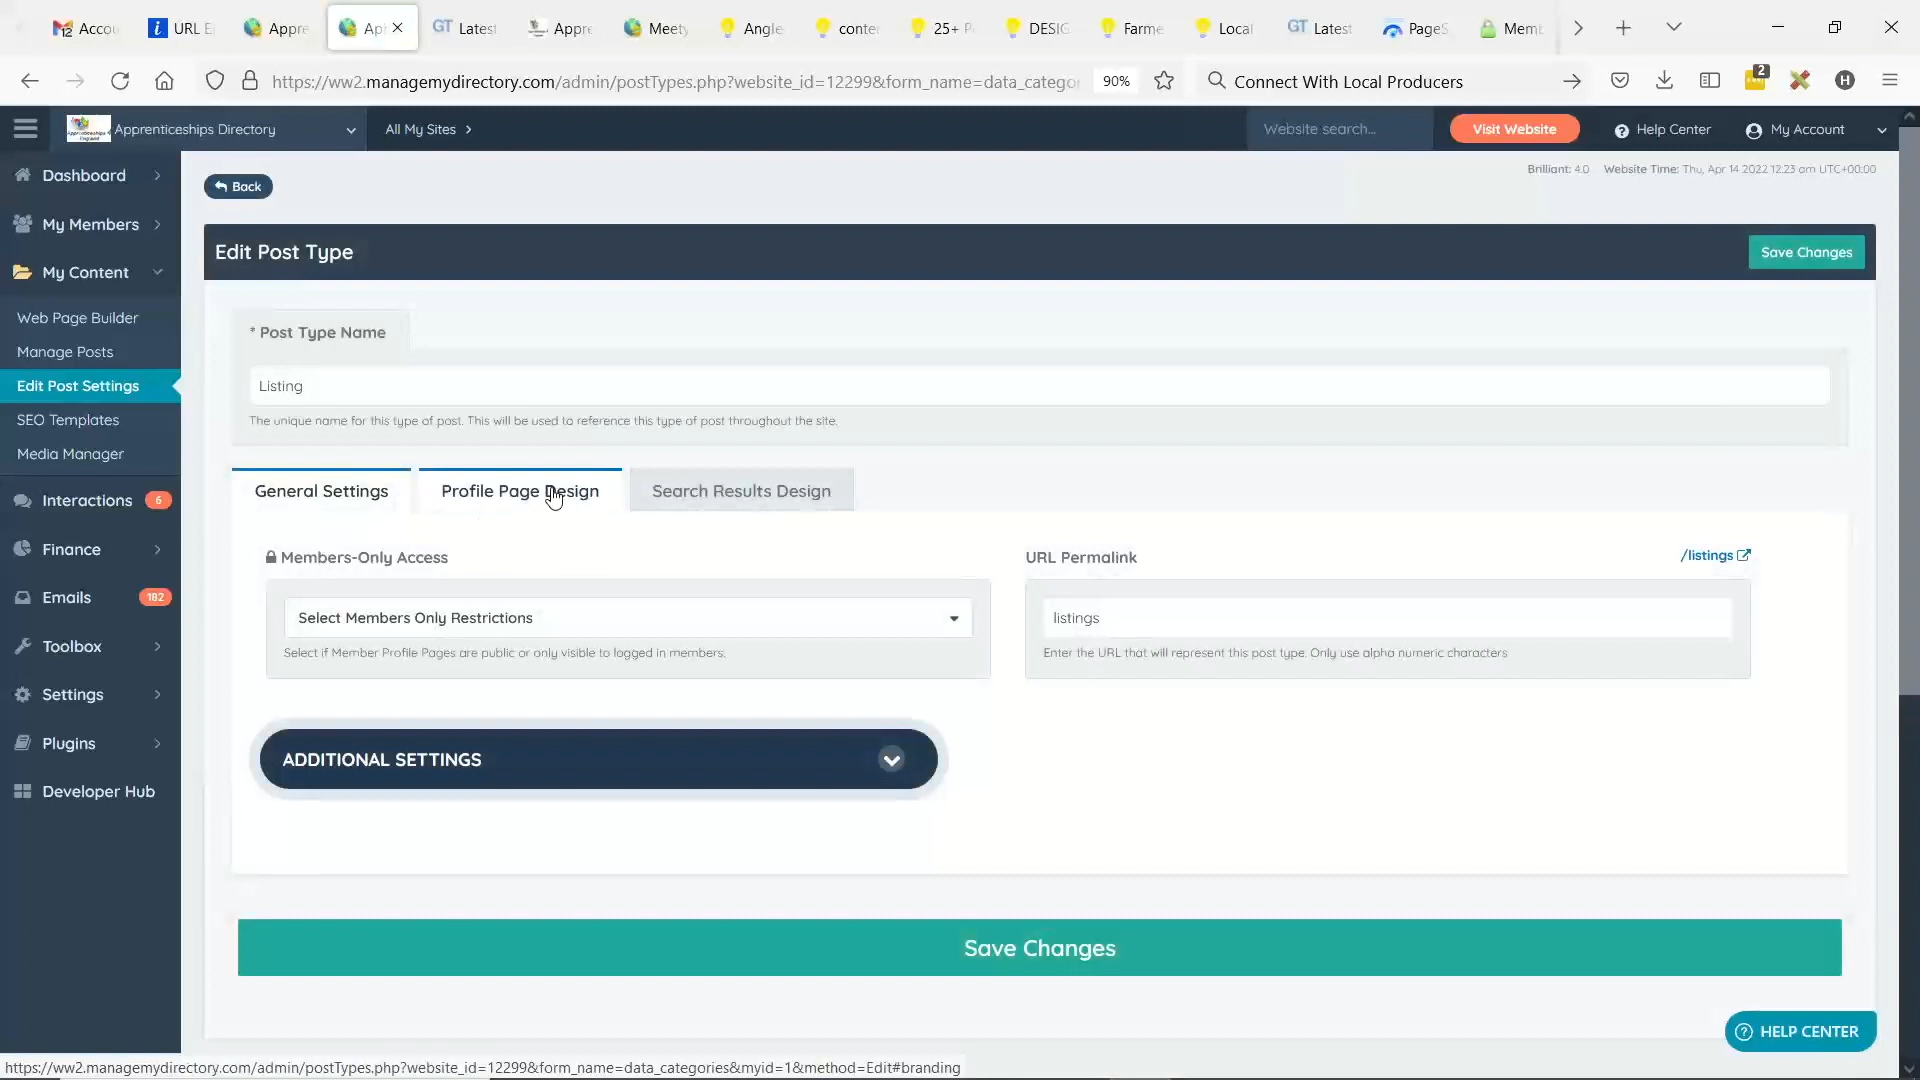 Accou
URL E
Appre
Ap
GT Latest
Appre
Meety
Angle
conte
25+ P
DESIG
Farme
Local
GT Latest
PageS
Memb
https://ww2.managemydirectory.com/admin/postTypes.php?website_id=12299&form_name=data_catego
90%
Connect With Local Producers
2
H
Apprenticeships Directory
All My Sites
Website search...
Visit Website
Help Center
My Account
Brilliant: 4.0 Website Time: Thu, Apr 14 2022 12:23 am UTC+00:00
Dashboard
My Members
My Content
Web Page Builder
Manage Posts
Edit Post Settings
SEO Templates
Media Manager
Interactions 6
Finance
Emails 182
Toolbox
Settings
Plugins
Developer Hub
Back
Edit Post Type
Save Changes
* Post Type Name
Listing
The unique name for this type of post. This will be used to reference this type of post throughout the site.
General Settings
Profile Page Design
Search Results Design
Members-Only Access
Select Members Only Restrictions
Select if Member Profile Pages are public or only visible to logged in members.
URL Permalink
/listings
listings
Enter the URL that will represent this post type. Only use alpha numeric characters
ADDITIONAL SETTINGS
Save Changes
HELP CENTER
https://ww2.managemydirectory.com/admin/postTypes.php?website_id=12299&form_name=data_categories&myid=1&method=Edit#branding